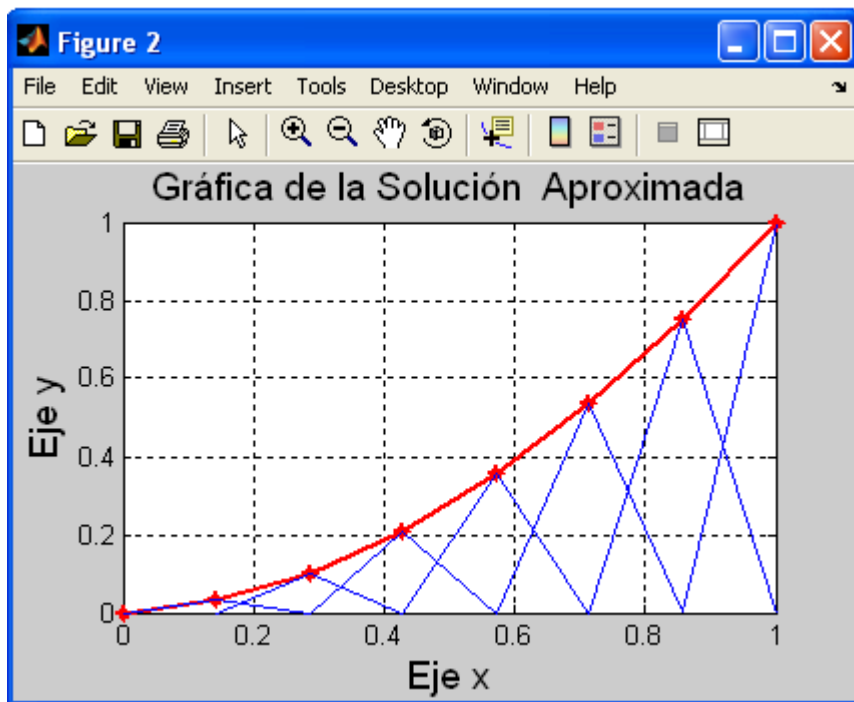 Figure 2
File Edit View Insert Tools Desktop Window Help
Gráfica de la Solución  Aproximada
1
0.8
0.6
0.4
0.2
0
Eje y
0 0.2 0.4 0.6 0.8 1
Eje x